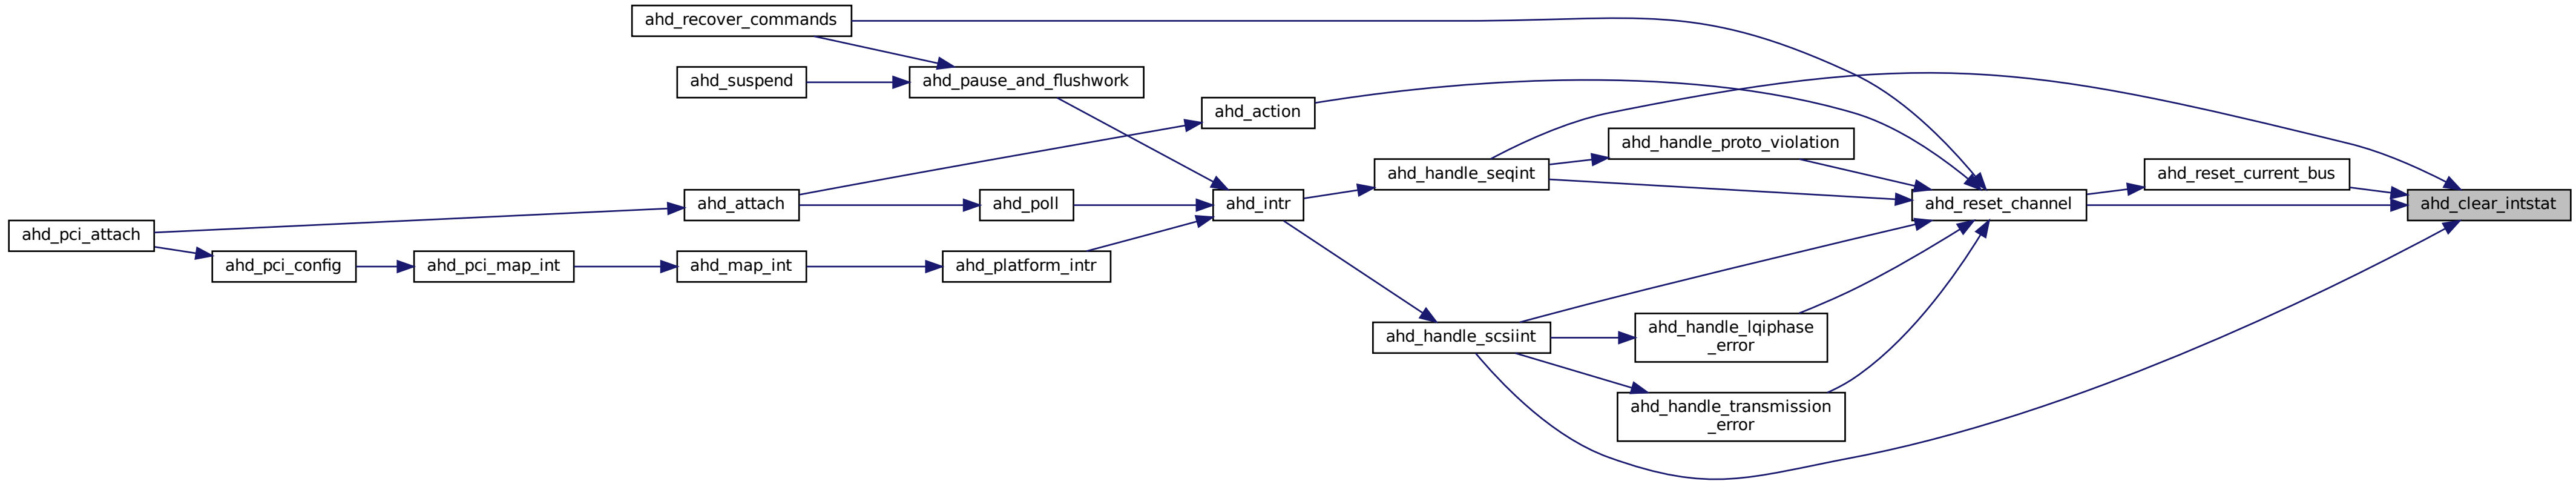 ahd_recover_commands
ahd_suspend
ahd_pause_and_flushwork
ahd_action
ahd_handle_proto_violation
ahd_handle_seqint
ahd_reset_current_bus
ahd_attach
ahd_poll
ahd_intr
ahd_reset_channel
ahd_clear_intstat
ahd_pci_attach
ahd_pci_config
ahd_pci_map_int
ahd_map_int
ahd_platform_intr
ahd_handle_scsiint
ahd_handle_lqiphase
_error
ahd_handle_transmission
_error